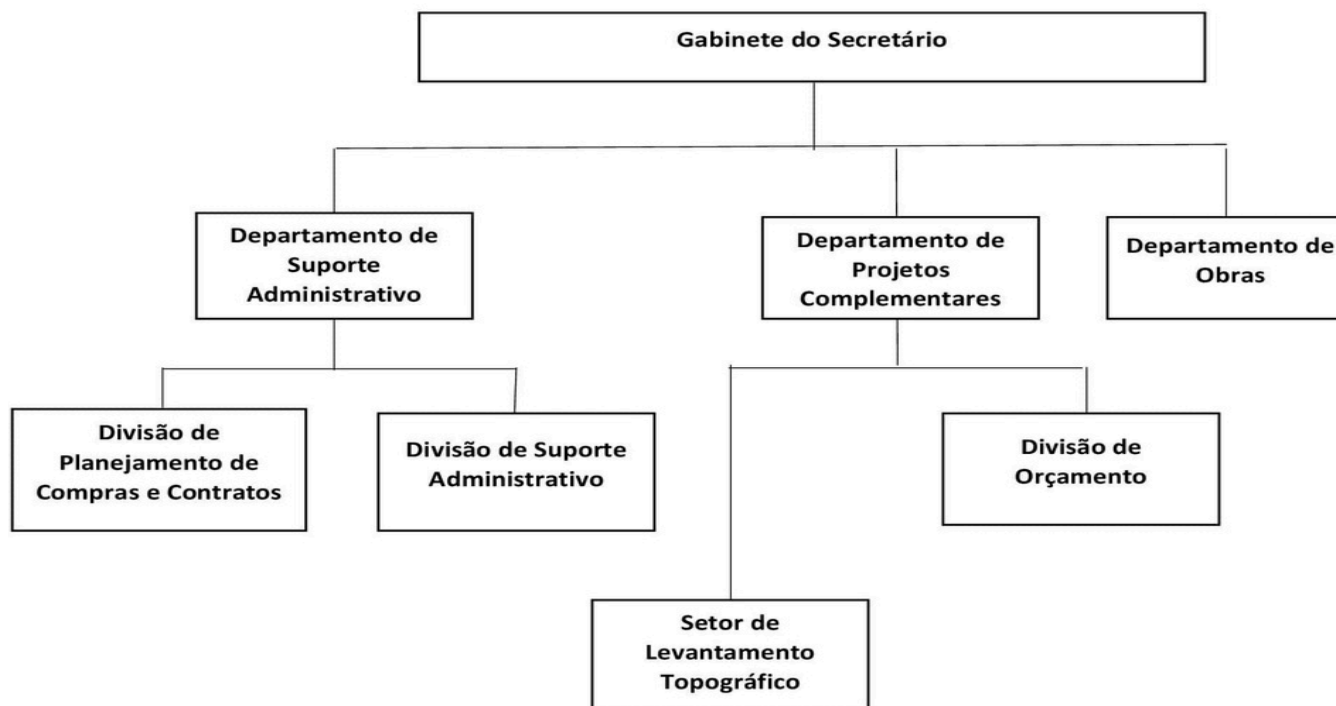 Gabinete do Secretário
Departamento de
Suporte
Administrativo
Departamento de
Projetos
Complementares
Departamento de
Obras
Divisão de
Planejamento de
Compras e Contratos
Divisão de Suporte
Administrativo
Divisão de
Orçamento
Setor de
Levantamento
Topográfico